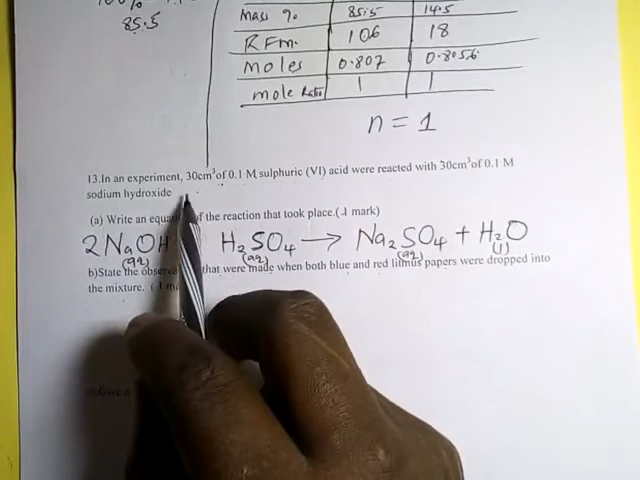 85.5
Mass % 85.5 14.5
RFm. 106 18
moles 0.807 0.8056
mole Ratio 1 1
n = 1
13.In an experiment, 30cm³of 0.1 M sulphuric (VI) acid were reacted with 30cm³of 0.1 M
sodium hydroxide
(a) Write an of the reaction that took place.(.1 mark)
2NaOH H₂SO₄ → Na₂SO₄ + H₂O
(aq) (aq) (aq) (l)
b)State the that were made when both blue and red litmus papers were dropped into
the mixture.